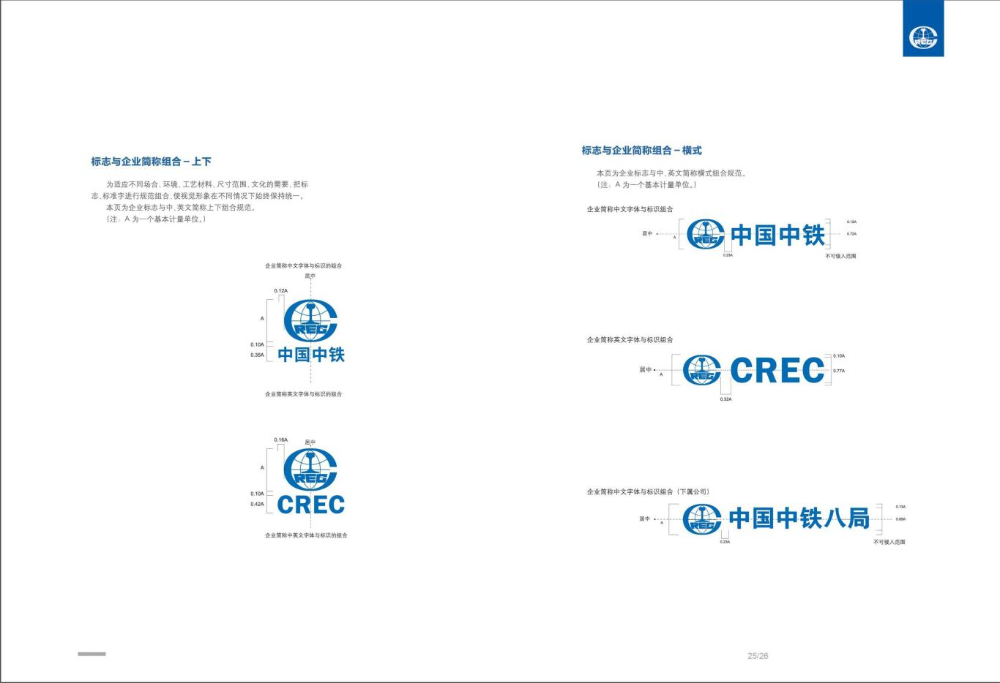 REC
标志与企业简称组合－上下
为适应不同场合、环境、工艺材料、尺寸范围、文化的需要，把标
志、标准字进行规范组合，使视觉形象在不同情况下始终保持统一。
本页为企业标志与中、英文简称上下组合规范。
（注：A 为一个基本计量单位。）
企业简称中文字体与标识的组合
居中
0.12A
A
REG
0.10A
0.35A
中国中铁
企业简称英文字体与标识的组合
0.16A
居中
A
REG
0.10A
0.42A
CREC
企业简称中英文字体与标识的组合
标志与企业简称组合－横式
本页为企业标志与中、英文简称横式组合规范。
（注：A 为一个基本计量单位。）
企业简称中文字体与标识组合
居中
A
REG
中国中铁
0.12A
0.72A
0.23A
不可侵入范围
企业简称英文字体与标识组合
居中
A
REG
CREC
0.10A
0.77A
0.32A
企业简称中文字体与标识组合（下属公司）
居中
A
REG
中国中铁八局
0.13A
0.69A
0.23A
不可侵入范围
25/26